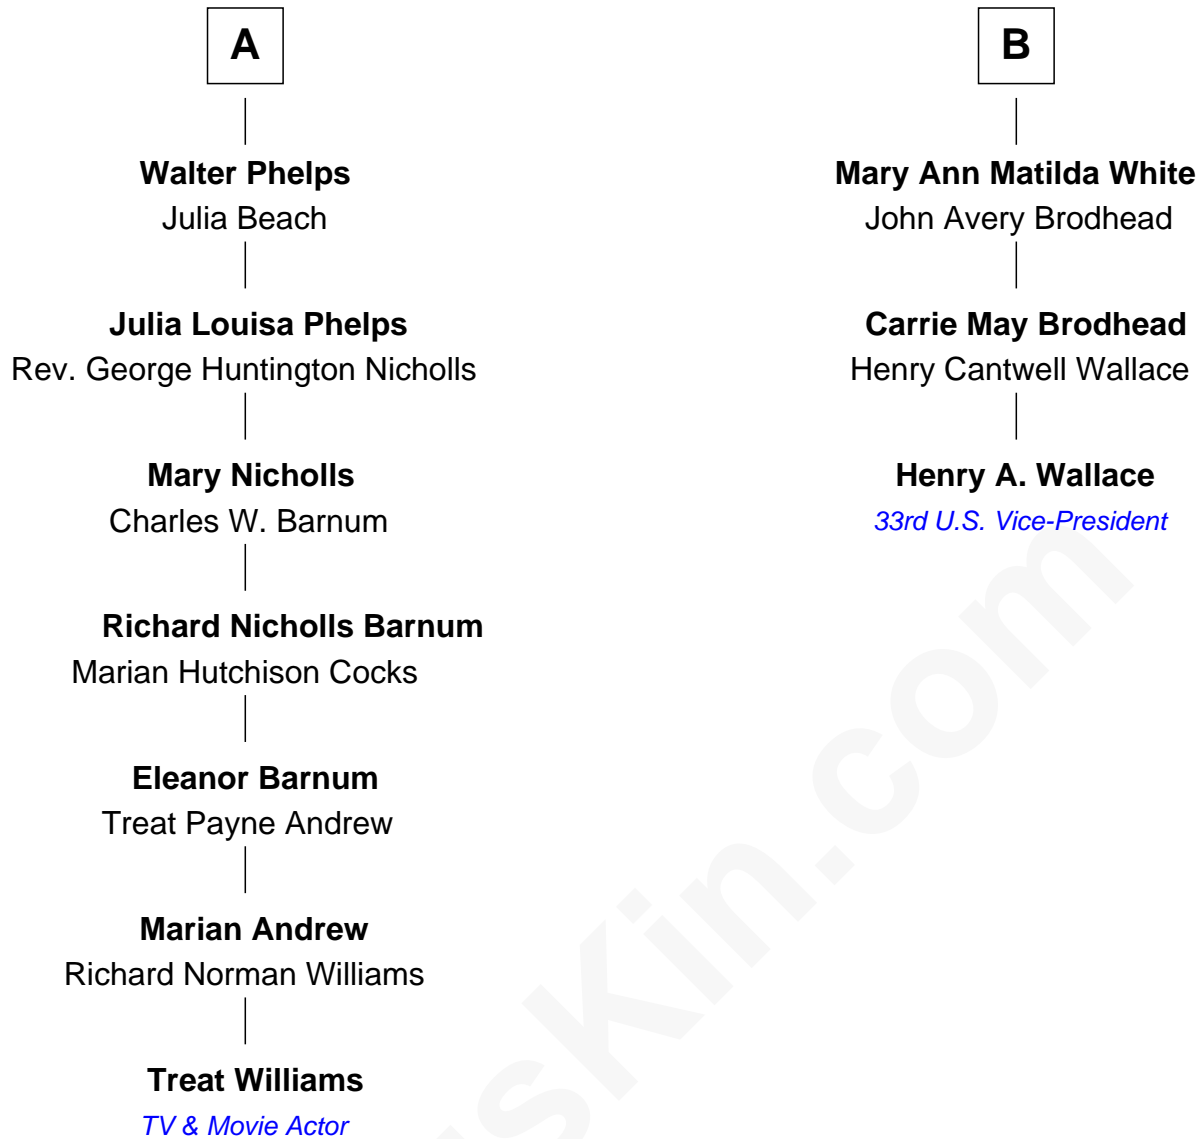 A
Walter Phelps
Julia Beach
Julia Louisa Phelps
Rev. George Huntington Nicholls
Mary Nicholls
Charles W. Barnum
Richard Nicholls Barnum
Marian Hutchison Cocks
Eleanor Barnum
Treat Payne Andrew
Marian Andrew
Richard Norman Williams
Treat Williams
TV & Movie Actor
B
Mary Ann Matilda White
John Avery Brodhead
Carrie May Brodhead
Henry Cantwell Wallace
Henry A. Wallace
33rd U.S. Vice-President
sKin.com